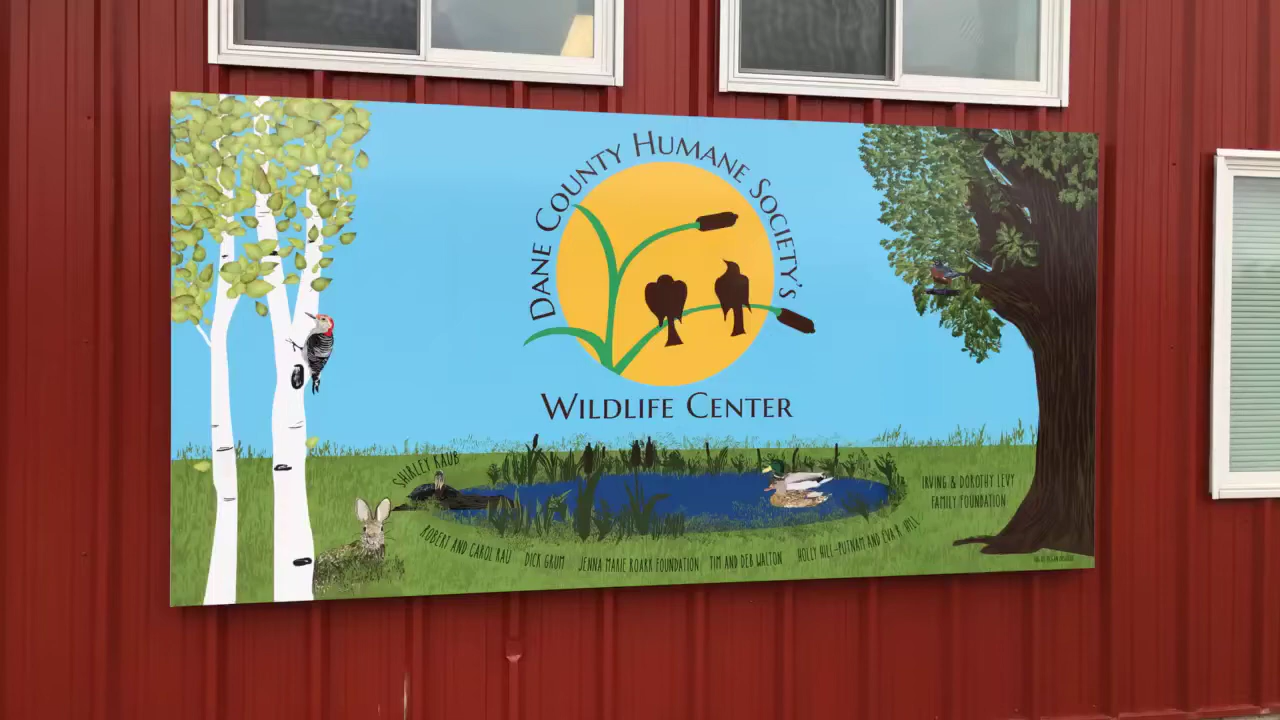 DANE COUNTY HUMANE SOCIETY'S
WILDLIFE CENTER
SHIRLEY KAUB
IRVING & DOROTHY LEVY
FAMILY FOUNDATION
ROBERT AND CAROL RAU
DICK GRUM
JENNA MARIE ROARK FOUNDATION
TIM AND DEB WALTON
HOLLY HILL-PUTNAM AND EVA R. HILL